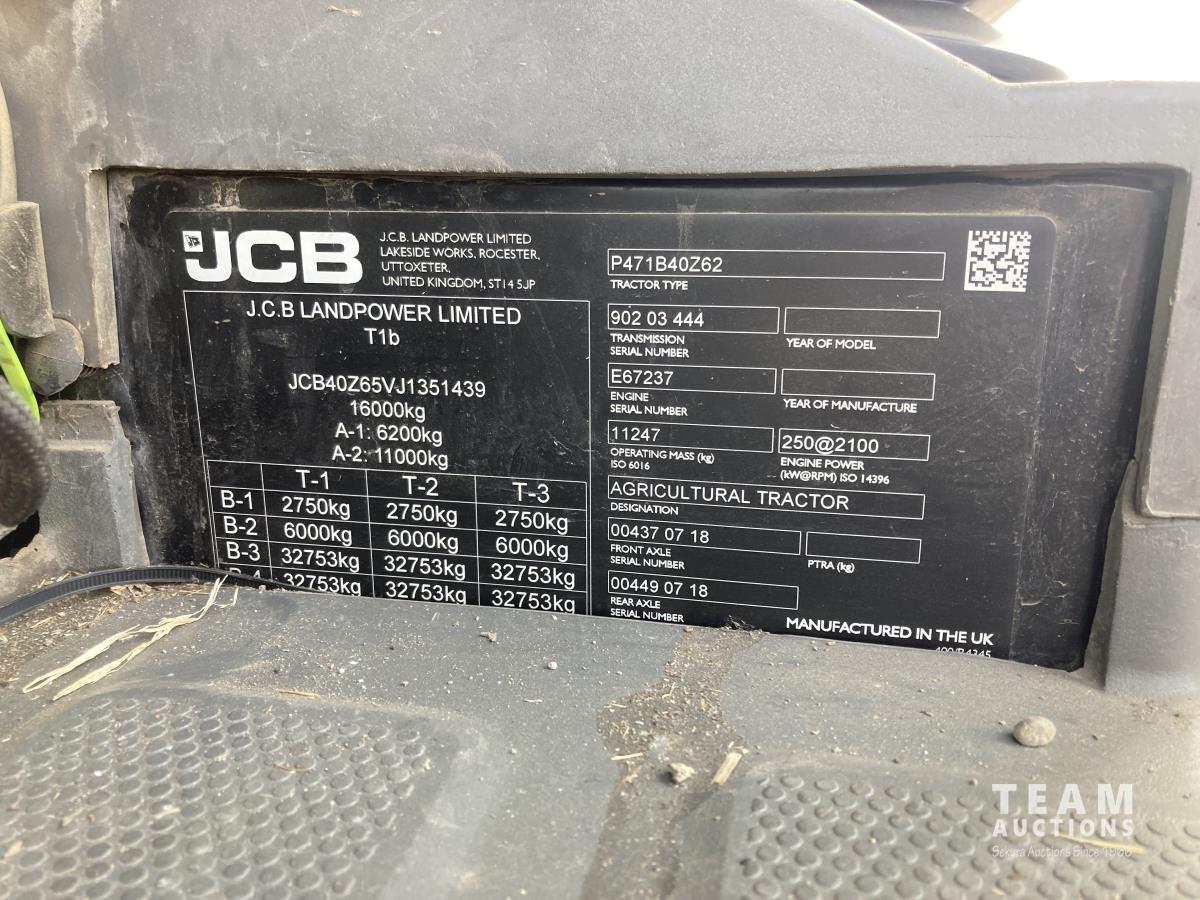 JCB
J.C.B. LANDPOWER LIMITED
LAKESIDE WORKS, ROCESTER,
UTTOXETER,
UNITED KINGDOM, ST14 5JP
J.C.B LANDPOWER LIMITED
T1b
JCB40Z65VJ1351439
16000kg
A-1: 6200kg
A-2: 11000kg
T-1 T-2 T-3
B-1 2750kg 2750kg 2750kg
B-2 6000kg 6000kg 6000kg
B-3 32753kg 32753kg 32753kg
B-4 32753kg 32753kg 32753kg
P471B40Z62
TRACTOR TYPE
902 03 444
TRANSMISSION
SERIAL NUMBER
YEAR OF MODEL
E67237
ENGINE
SERIAL NUMBER
YEAR OF MANUFACTURE
11247
OPERATING MASS (kg)
ISO 6016
250@2100
ENGINE POWER
(kW@RPM) ISO 14396
AGRICULTURAL TRACTOR
DESIGNATION
00437 07 18
FRONT AXLE
SERIAL NUMBER
PTRA (kg)
00449 07 18
REAR AXLE
SERIAL NUMBER
MANUFACTURED IN THE UK
TEAM
AUCTIONS
Sekura Auctions Since